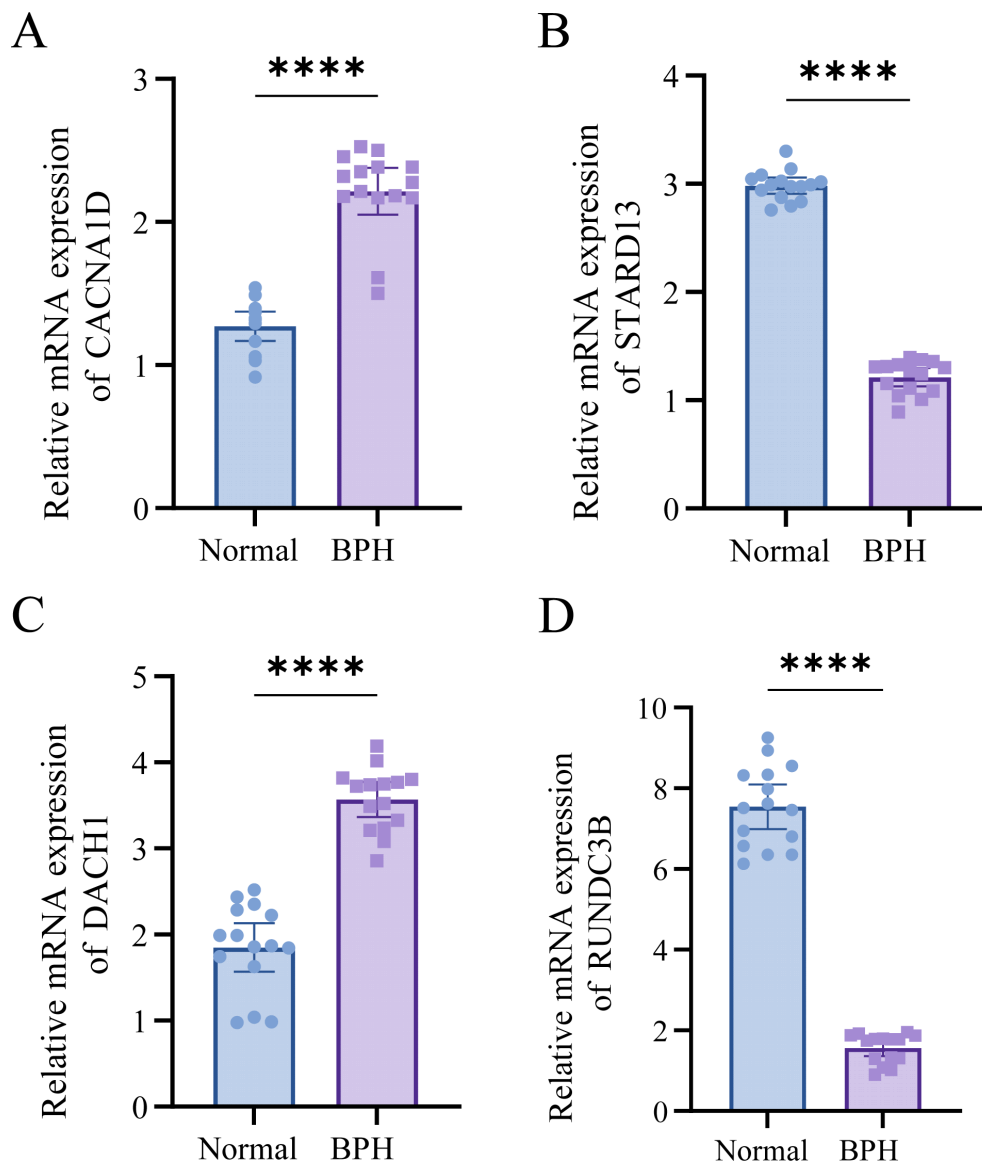 A
Relative mRNA expression
of CACNA1D
****
3
2
1
0
Normal BPH
B
Relative mRNA expression
of STARD13
****
4
3
2
1
0
Normal BPH
C
Relative mRNA expression
of DACH1
****
5
4
3
2
1
0
Normal BPH
D
Relative mRNA expression
of RUNDC3B
****
10
8
6
4
2
0
Normal BPH